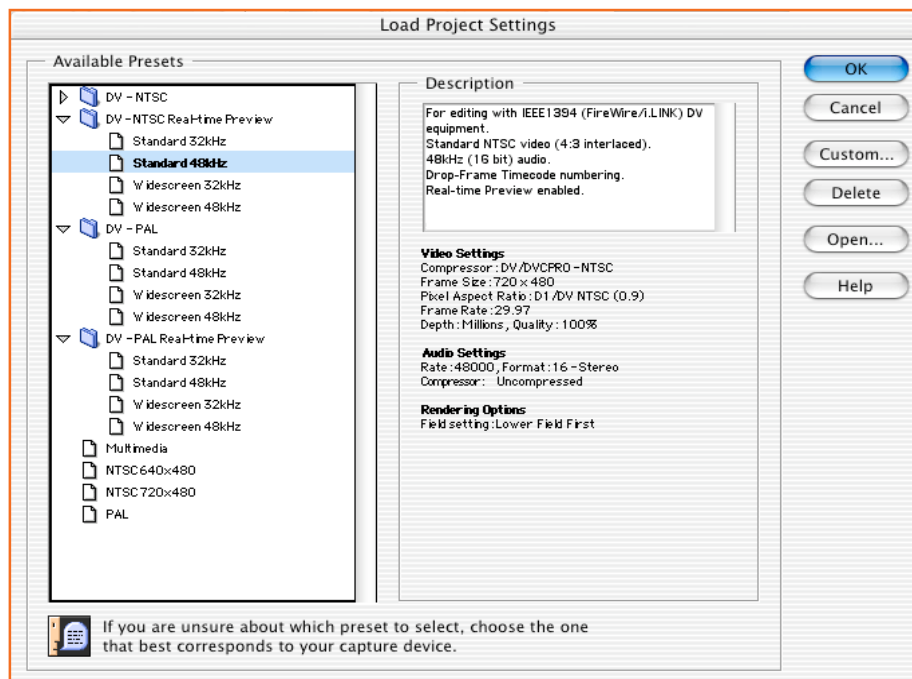 Load Project Settings
Available Presets
DV - NTSC
DV - NTSC Real-time Preview
Standard 32kHz
Standard 48kHz
Widescreen 32kHz
Widescreen 48kHz
DV - PAL
Standard 32kHz
Standard 48kHz
Widescreen 32kHz
Widescreen 48kHz
DV - PAL Real-time Preview
Standard 32kHz
Standard 48kHz
Widescreen 32kHz
Widescreen 48kHz
Multimedia
NTSC 640x480
NTSC 720x480
PAL
Description
For editing with IEEE1394 (FireWire/i.LINK) DV
equipment.
Standard NTSC video (4:3 interlaced).
48kHz (16 bit) audio.
Drop-Frame Timecode numbering.
Real-time Preview enabled.
Video Settings
Compressor: DV/DVCPRO - NTSC
Frame Size: 720 x 480
Pixel Aspect Ratio: D1/DV NTSC (0.9)
Frame Rate: 29.97
Depth: Millions, Quality: 100%
Audio Settings
Rate: 48000, Format: 16 - Stereo
Compressor: Uncompressed
Rendering Options
Field setting: Lower Field First
OK
Cancel
Custom...
Delete
Open...
Help
If you are unsure about which preset to select, choose the one
that best corresponds to your capture device.